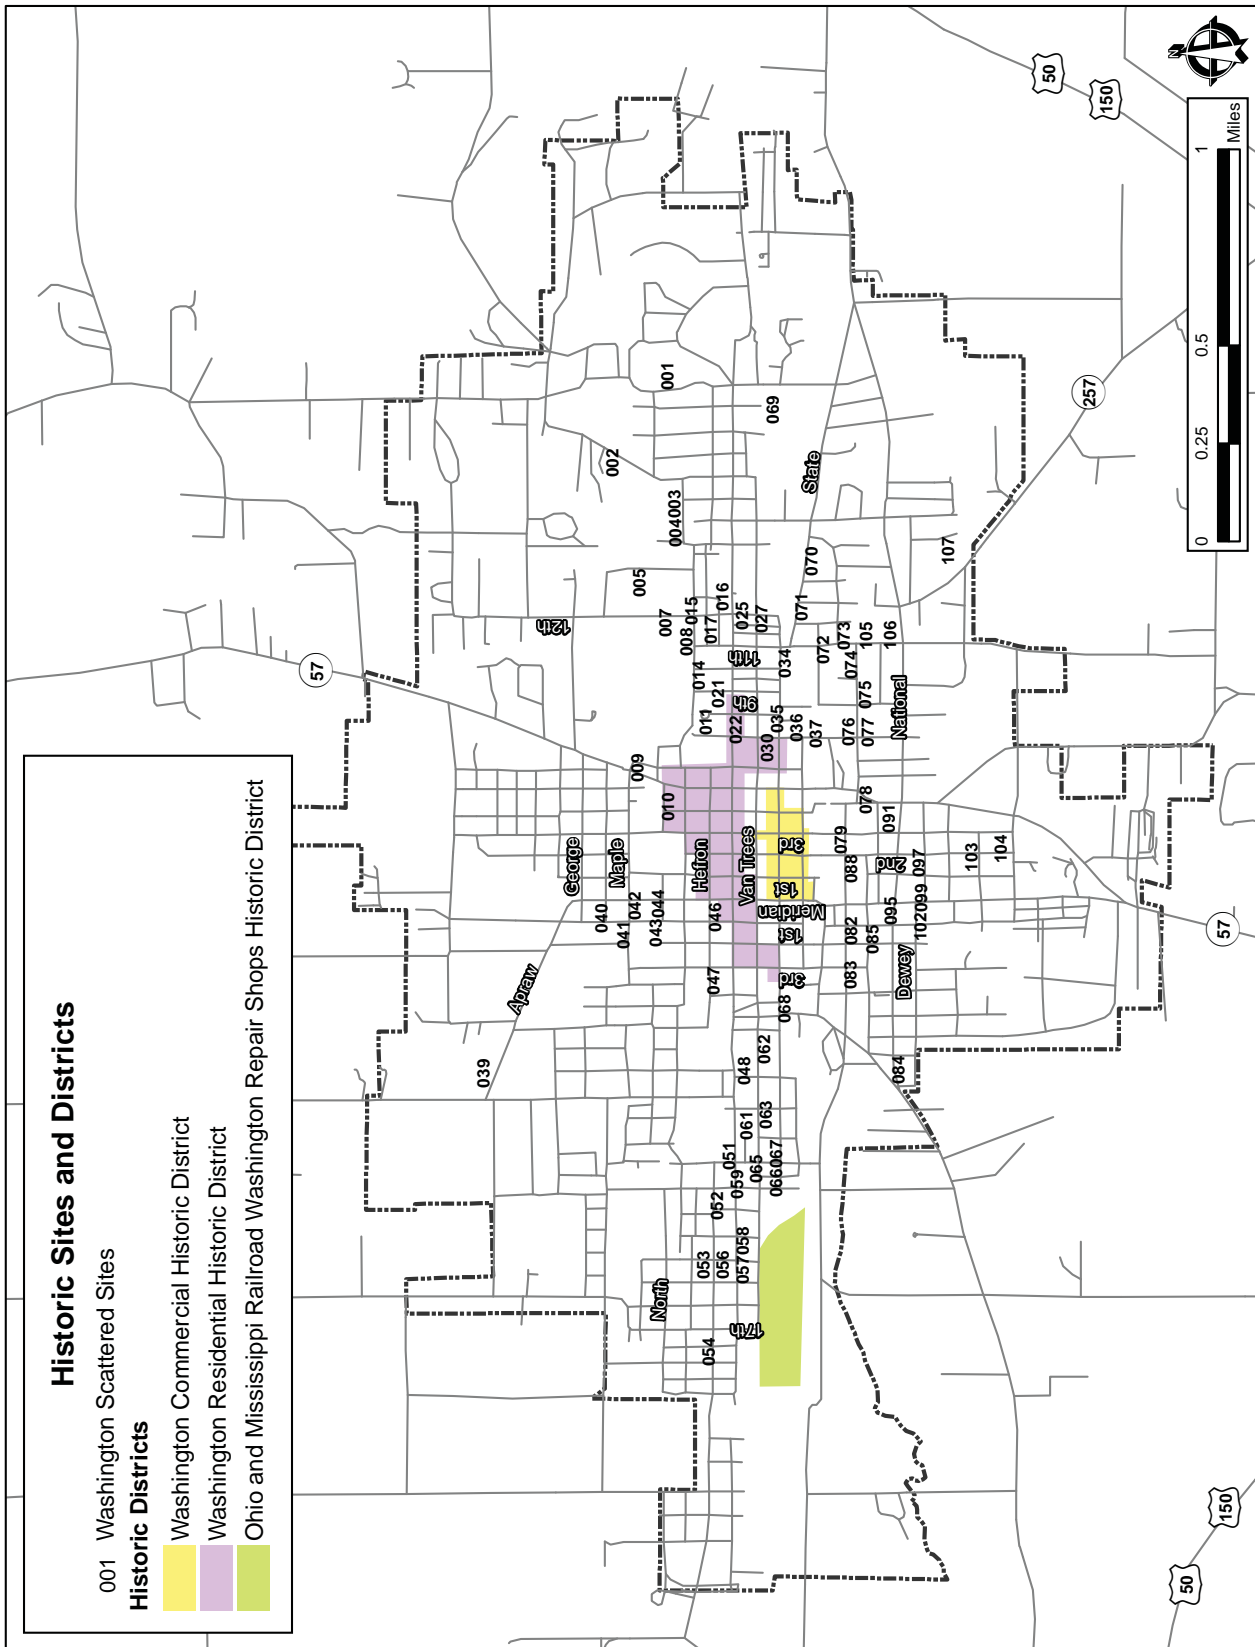 Historic Sites and Districts
001 Washington Scattered Sites
Historic Districts
Washington Commercial Historic District
Washington Residential Historic District
Ohio and Mississippi Railroad Washington Repair Shops Historic District
N
0 0.25 0.5 1
Miles
50
150
257
57
57
50
150
12th
11th
9th
State
National
George
Maple
Hefron
Van Trees
3rd
1st
Meridian
1st
3rd
2nd
Dewey
Apraw
North
17th
001
002
003
004
005
007
008
009
010
011
014
015
016
017
021
022
025
027
030
034
035
036
037
039
040
041
042
043
044
046
047
048
051
052
053
054
056
057
058
059
061
062
063
065
066
067
068
069
070
071
072
073
074
075
076
077
078
079
082
083
084
085
088
091
095
097
099
102
103
104
105
106
107